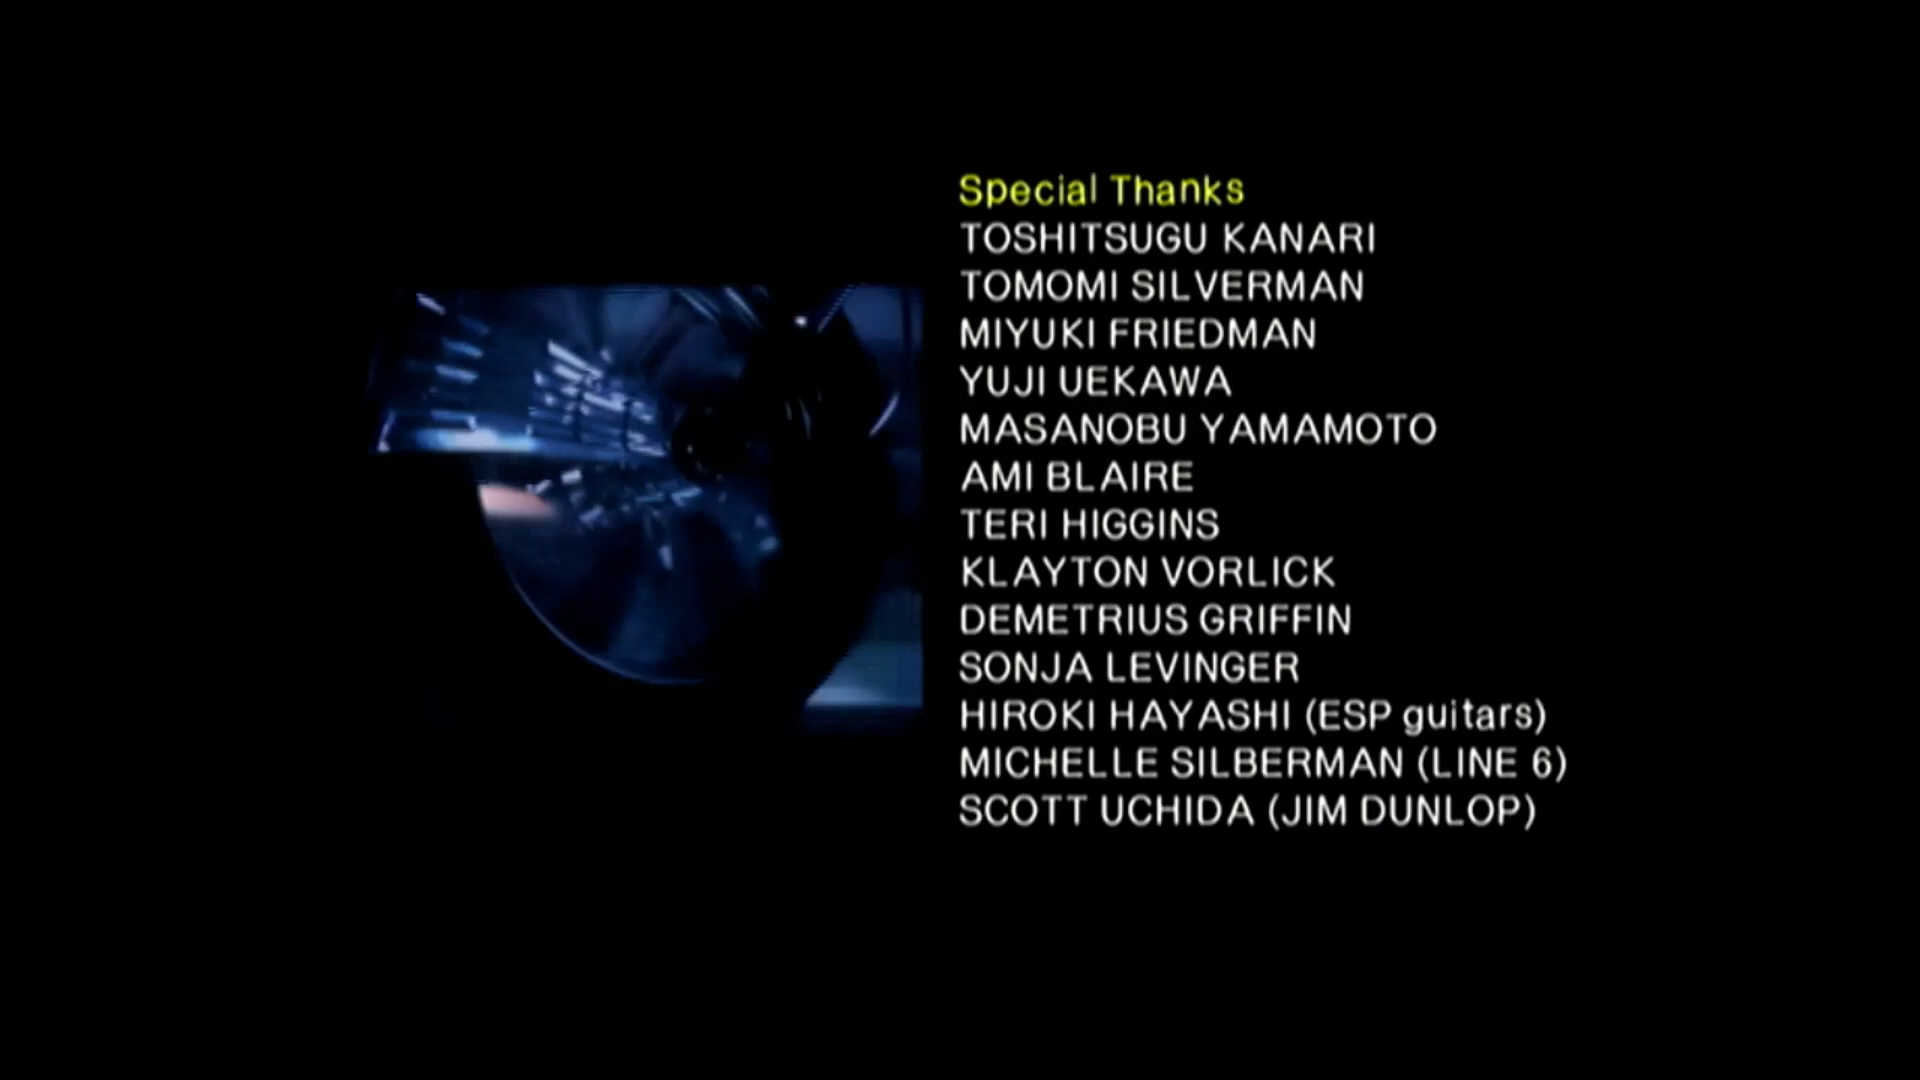 Special Thanks
TOSHITSUGU KANARI
TOMOMI SILVERMAN
MIYUKI FRIEDMAN
YUJI UEKAWA
MASANOBU YAMAMOTO
AMI BLAIRE
TERI HIGGINS
KLAYTON VORLICK
DEMETRIUS GRIFFIN
SONJA LEVINGER
HIROKI HAYASHI (ESP guitars)
MICHELLE SILBERMAN (LINE 6)
SCOTT UCHIDA (JIM DUNLOP)